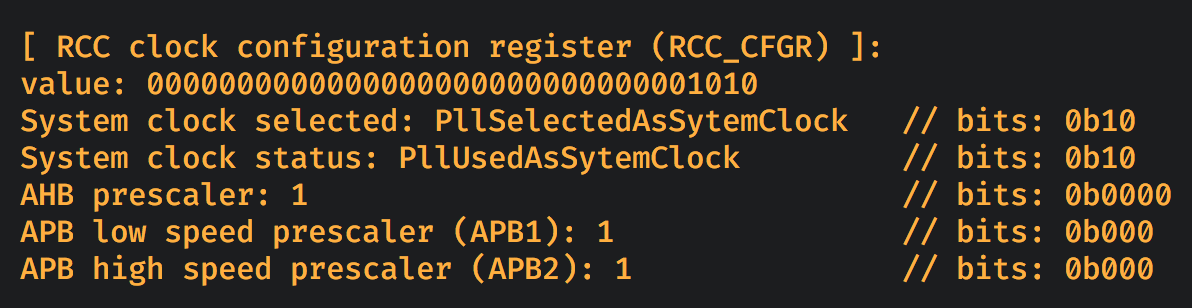 [ RCC clock configuration register (RCC_CFGR) ]:
value: 0000000000000000000000000000001010
System clock selected: PllSelectedAsSytemClock // bits: 0b10
System clock status: PllUsedAsSytemClock // bits: 0b10
AHB prescaler: 1 // bits: 0b0000
APB low speed prescaler (APB1): 1 // bits: 0b000
APB high speed prescaler (APB2): 1 // bits: 0b000